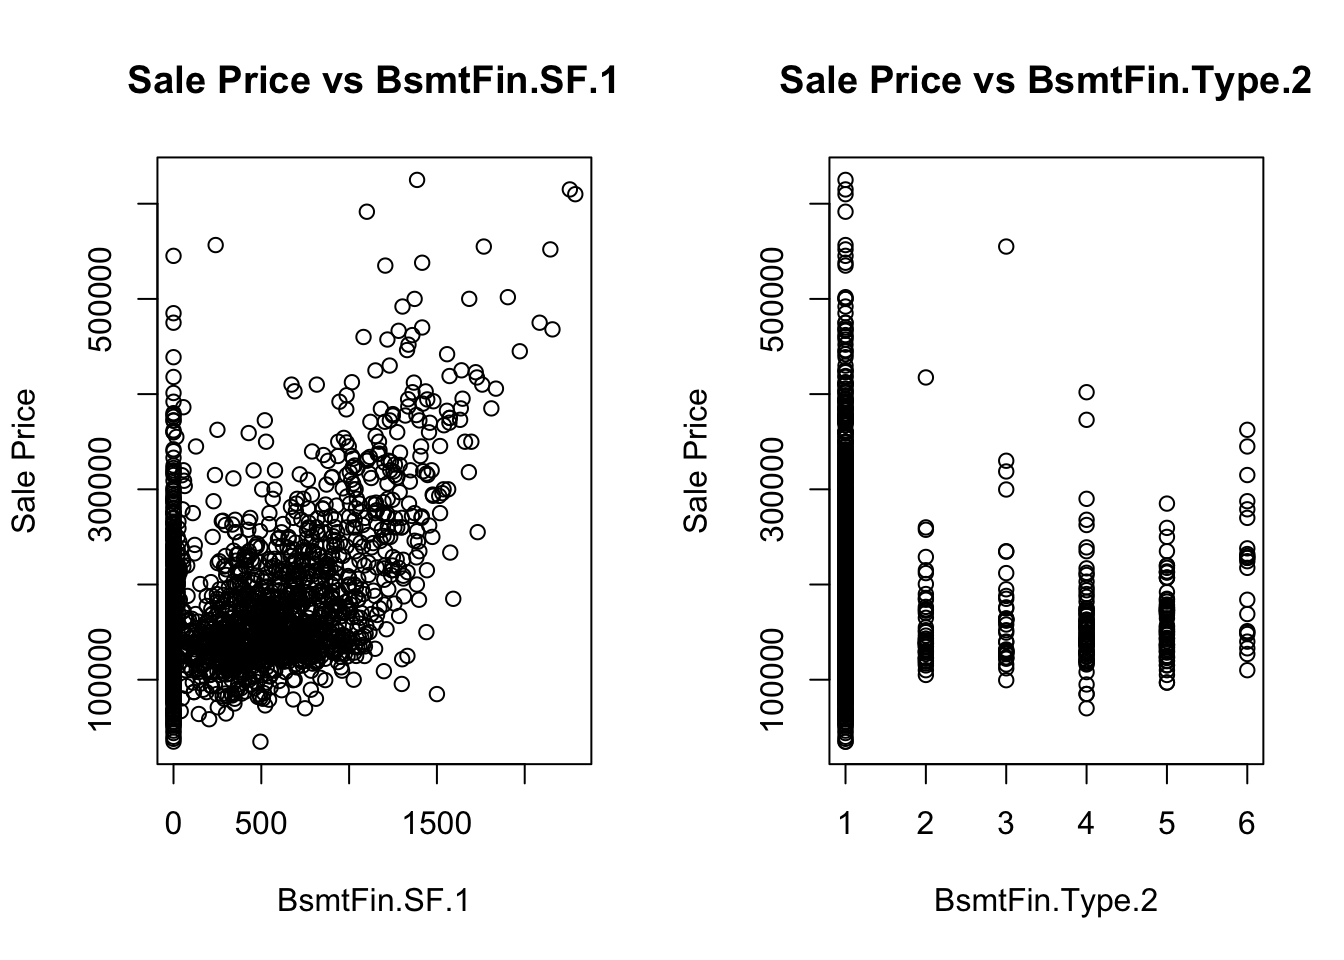 Sale Price vs BsmtFin.SF.1
Sale Price
500000
300000
100000
0 500 1500
BsmtFin.SF.1
Sale Price vs BsmtFin.Type.2
Sale Price
500000
300000
100000
1 2 3 4 5 6
BsmtFin.Type.2